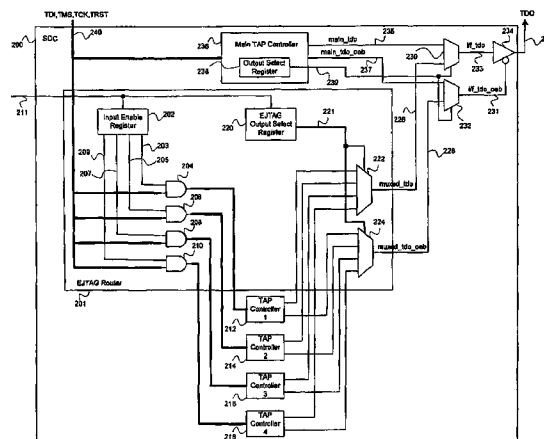 TDI,TMS,TCK,TRST
TDO
200
SOC
240
236
Main TAP Controller
238
Output Select
Register
main_tdo
235
main_tdo_oeb
237
239
230
lif_tdo
233
234
lif_tdo_oeb
231
232
211
Input Enable
Register
202
203
205
209
207
220
EJTAG
Output Select
Register
221
226
228
204
206
208
210
222
muxed_tdo
224
muxed_tdo_oeb
EJTAG Router
201
212
TAP
Controller
1
214
TAP
Controller
2
216
TAP
Controller
3
218
TAP
Controller
4